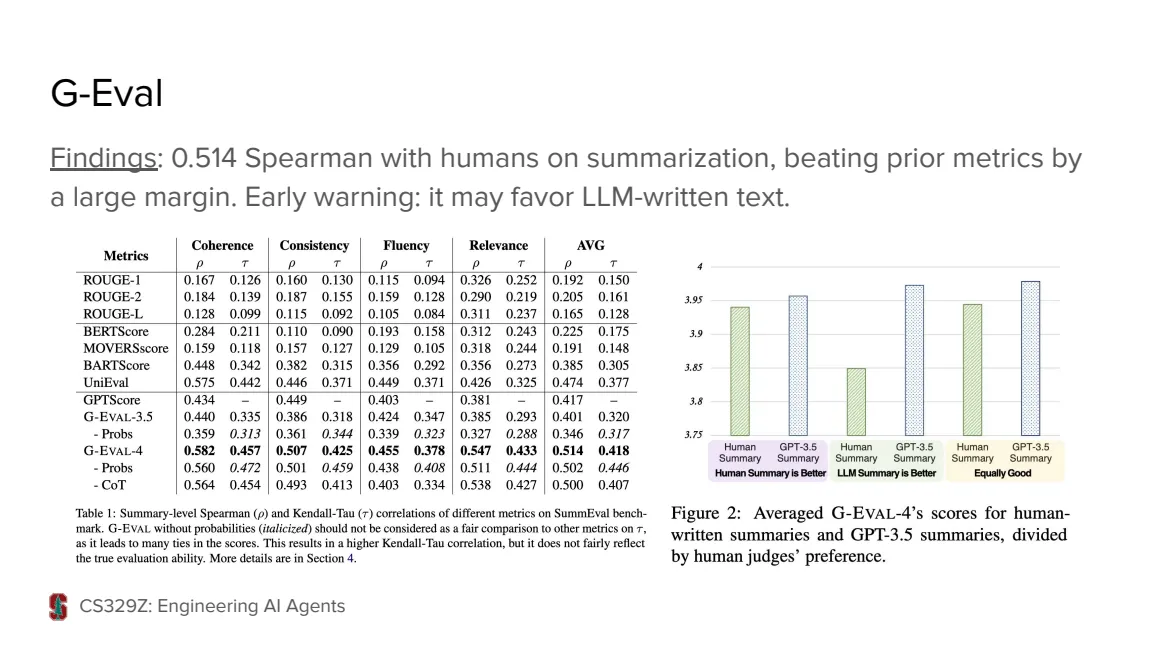 G-Eval
Findings: 0.514 Spearman with humans on summarization, beating prior metrics by
a large margin. Early warning: it may favor LLM-written text.
Metrics Coherence Consistency Fluency Relevance AVG
ρ τ ρ τ ρ τ ρ τ ρ τ
ROUGE-1 0.167 0.126 0.160 0.130 0.115 0.094 0.326 0.252 0.192 0.150
ROUGE-2 0.184 0.139 0.187 0.155 0.159 0.128 0.290 0.219 0.205 0.161
ROUGE-L 0.128 0.099 0.115 0.092 0.105 0.084 0.311 0.237 0.165 0.128
BERTScore 0.284 0.211 0.110 0.090 0.193 0.158 0.312 0.243 0.225 0.175
MOVERSscore 0.159 0.118 0.157 0.127 0.129 0.105 0.318 0.244 0.191 0.148
BARTScore 0.448 0.342 0.382 0.315 0.356 0.292 0.356 0.273 0.385 0.305
UniEval 0.575 0.442 0.446 0.371 0.449 0.371 0.426 0.325 0.474 0.377
GPTScore 0.434 – 0.449 – 0.403 – 0.381 – 0.417 –
G-EVAL-3.5 0.440 0.335 0.386 0.318 0.424 0.347 0.385 0.293 0.401 0.320
- Probs 0.359 0.313 0.361 0.344 0.339 0.323 0.327 0.288 0.346 0.317
G-EVAL-4 0.582 0.457 0.507 0.425 0.455 0.378 0.547 0.433 0.514 0.418
- Probs 0.560 0.472 0.501 0.459 0.438 0.408 0.511 0.444 0.502 0.446
- CoT 0.564 0.454 0.493 0.413 0.403 0.334 0.538 0.427 0.500 0.407
Table 1: Summary-level Spearman (ρ) and Kendall-Tau (τ) correlations of different metrics on SummEval bench-
mark. G-EVAL without probabilities (italicized) should not be considered as a fair comparison to other metrics on τ,
as it leads to many ties in the scores. This results in a higher Kendall-Tau correlation, but it does not fairly reflect
the true evaluation ability. More details are in Section 4.
4
3.95
3.9
3.85
3.8
3.75
Human GPT-3.5 Human GPT-3.5 Human GPT-3.5
Summary Summary Summary Summary Summary Summary
Human Summary is Better LLM Summary is Better Equally Good
Figure 2: Averaged G-EVAL-4's scores for human-
written summaries and GPT-3.5 summaries, divided
by human judges' preference.
CS329Z: Engineering AI Agents